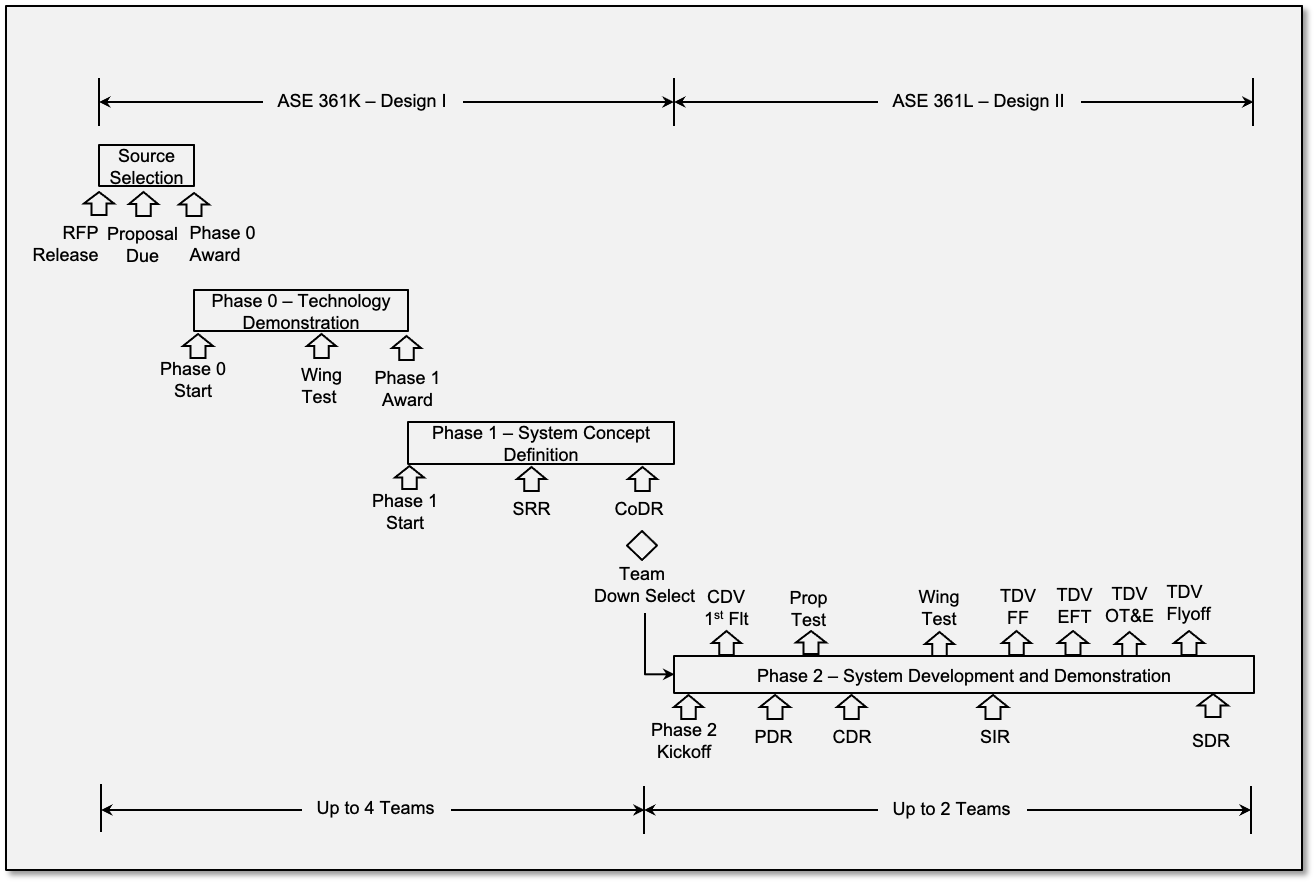 ASE 361K – Design I
ASE 361L – Design II
Source
Selection
RFP
Release
Proposal
Due
Phase 0
Award
Phase 0 – Technology
Demonstration
Phase 0
Start
Wing
Test
Phase 1
Award
Phase 1 – System Concept
Definition
Phase 1
Start
SRR
CoDR
Team
Down Select
CDV
1st Flt
Prop
Test
Wing
Test
TDV
FF
TDV
EFT
TDV
OT&E
TDV
Flyoff
Phase 2 – System Development and Demonstration
Phase 2
Kickoff
PDR
CDR
SIR
SDR
Up to 4 Teams
Up to 2 Teams